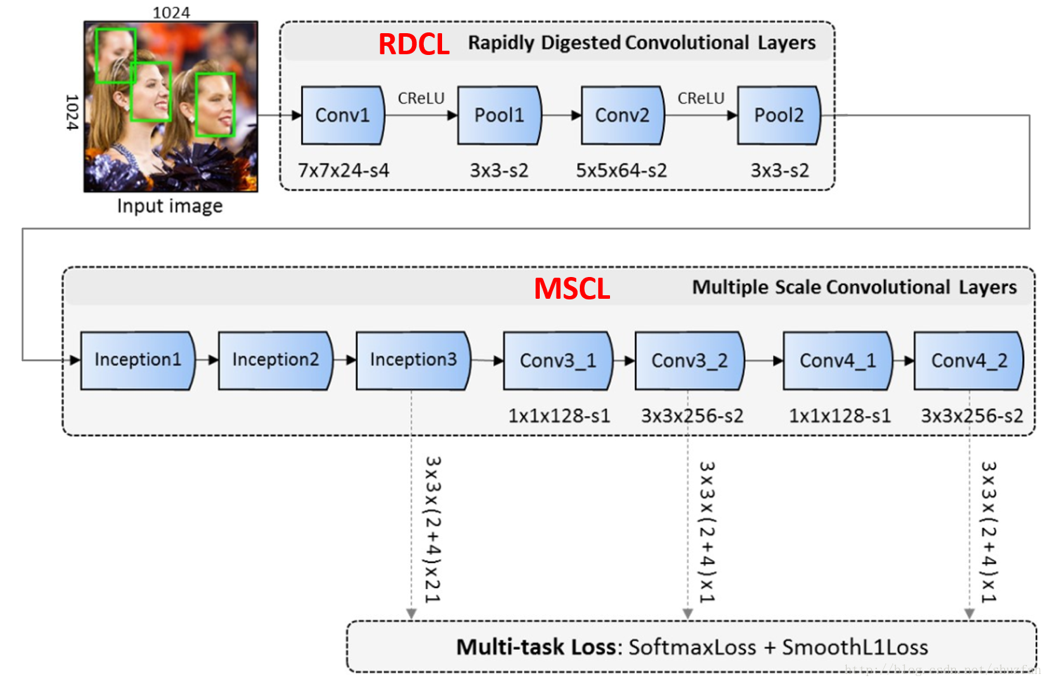 1024
1024
Input image
RDCL Rapidly Digested Convolutional Layers
Conv1 CReLU Pool1 Conv2 CReLU Pool2
7x7x24-s4 3x3-s2 5x5x64-s2 3x3-s2
MSCL Multiple Scale Convolutional Layers
Inception1 Inception2 Inception3 Conv3_1 Conv3_2 Conv4_1 Conv4_2
1x1x128-s1 3x3x256-s2 1x1x128-s1 3x3x256-s2
3x3x(2+4)x21
3x3x(2+4)x1
3x3x(2+4)x1
Multi-task Loss: SoftmaxLoss + SmoothL1Loss